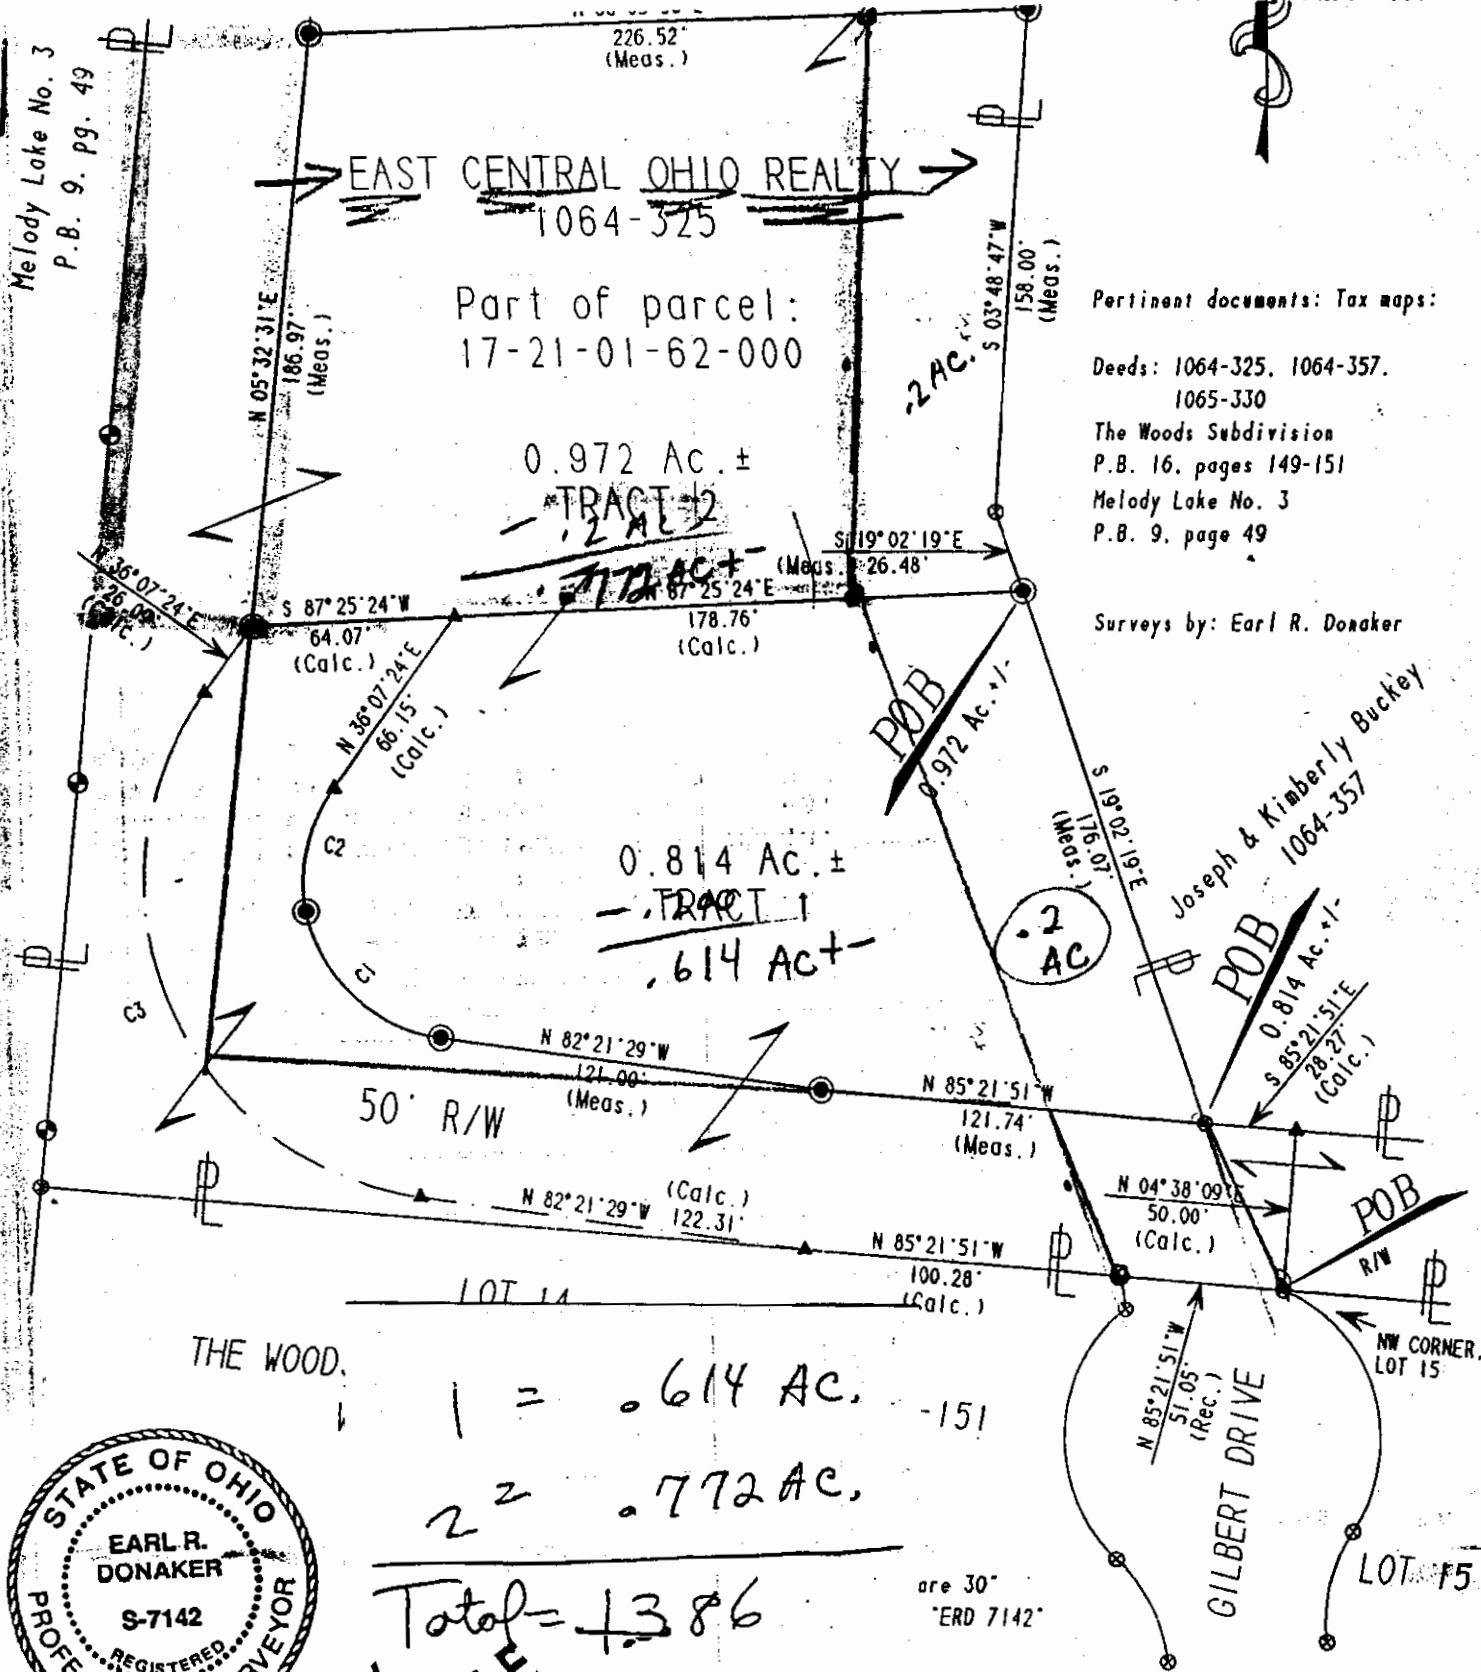 226.52'
(Meas.)
Melody Lake No. 3
P.B. 9, pg. 49
EAST CENTRAL OHIO REALTY
1064-325
Part of parcel:
17-21-01-62-000
N 05°32'31"E
186.97'
(Meas.)
S 03°48'47"W
158.00'
(Meas.)
.2 AC.
0.972 Ac.±
TRACT 2
- .2 AC
.772 AC +-
Pertinent documents: Tax maps:
Deeds: 1064-325, 1064-357,
1065-330
The Woods Subdivision
P.B. 16, pages 149-151
Melody Lake No. 3
P.B. 9, page 49
Surveys by: Earl R. Donaker
S 19°02'19"E
(Meas.) 26.48'
N 36°07'24"E
26.00'
(Calc.)
S 87°25'24"W
64.07'
(Calc.)
N 87°25'24"E
178.76'
(Calc.)
N 36°07'24"E
66.15'
(Calc.)
POB
0.972 Ac.+/-
S 19°02'19"E
176.07'
(Meas.)
Joseph & Kimberly Buckey
1064-357
C2
0.814 Ac.±
TRACT 1
.614 AC+-
.2
AC
POB
0.814 Ac.+/-
S 85°21'51"E
28.27'
(Calc.)
PL
C1
C3
N 82°21'29"W
121.00'
(Meas.)
N 85°21'51"W
121.74'
(Meas.)
50' R/W
PL
PL
N 82°21'29"W
(Calc.)
122.31'
N 04°38'09"E
50.00'
(Calc.)
POB
R/W
N 85°21'51"W
100.28'
(Calc.)
PL
PL
LOT 14
NW CORNER,
LOT 15
THE WOOD
N 85°21'51"W
51.05'
(Rec.)
GILBERT DRIVE
1 = .614 AC.
-151
2 = .772 AC.
Total = 1.386
are 30"
"ERD 7142"
LOT 15
STATE OF OHIO
EARL R.
DONAKER
S-7142
REGISTERED